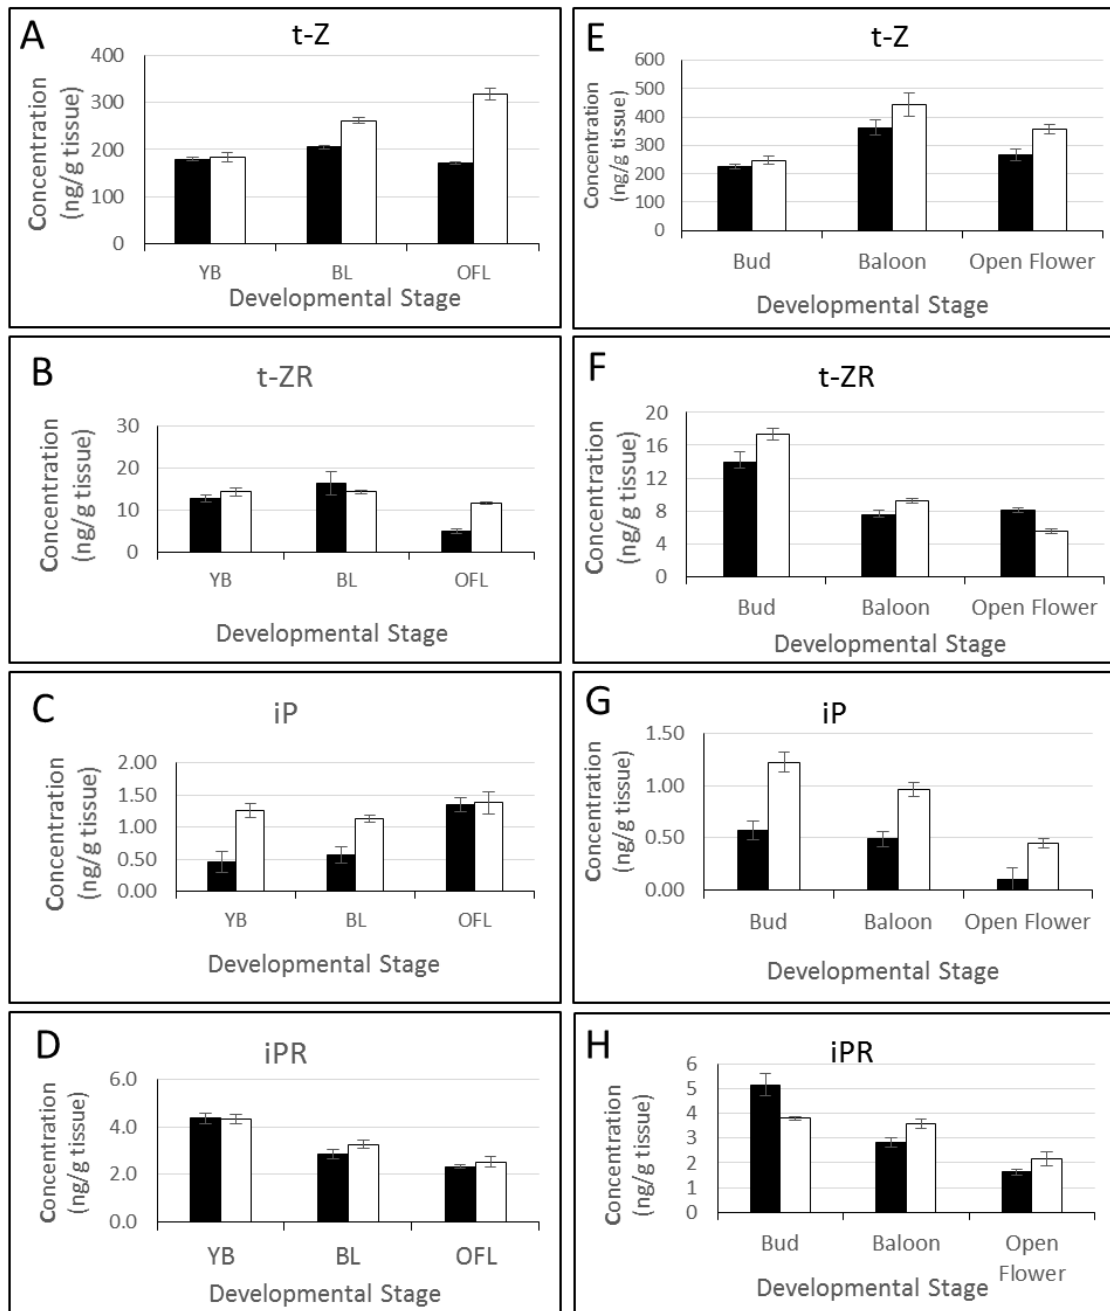 A
t-Z
Concentration
(ng/g tissue)
400
300
200
100
0
YB BL OFL
Developmental Stage
E
t-Z
Concentration
(ng/g tissue)
600
500
400
300
200
100
0
Bud Baloon Open Flower
Developmental Stage
B
t-ZR
Concentration
(ng/g tissue)
30
20
10
0
YB BL OFL
Developmental Stage
F
t-ZR
Concentration
(ng/g tissue)
20
16
12
8
4
0
Bud Baloon Open Flower
Developmental Stage
C
iP
Concentration
(ng/g tissue)
2.00
1.50
1.00
0.50
0.00
YB BL OFL
Developmental Stage
G
iP
Concentration
(ng/g tissue)
1.50
1.00
0.50
0.00
Bud Baloon Open Flower
Developmental Stage
D
iPR
Concentration
(ng/g tissue)
6.0
4.0
2.0
0.0
YB BL OFL
Developmental Stage
H
iPR
Concentration
(ng/g tissue)
6
5
4
3
2
1
0
Bud Baloon Open
Flower
Developmental Stage